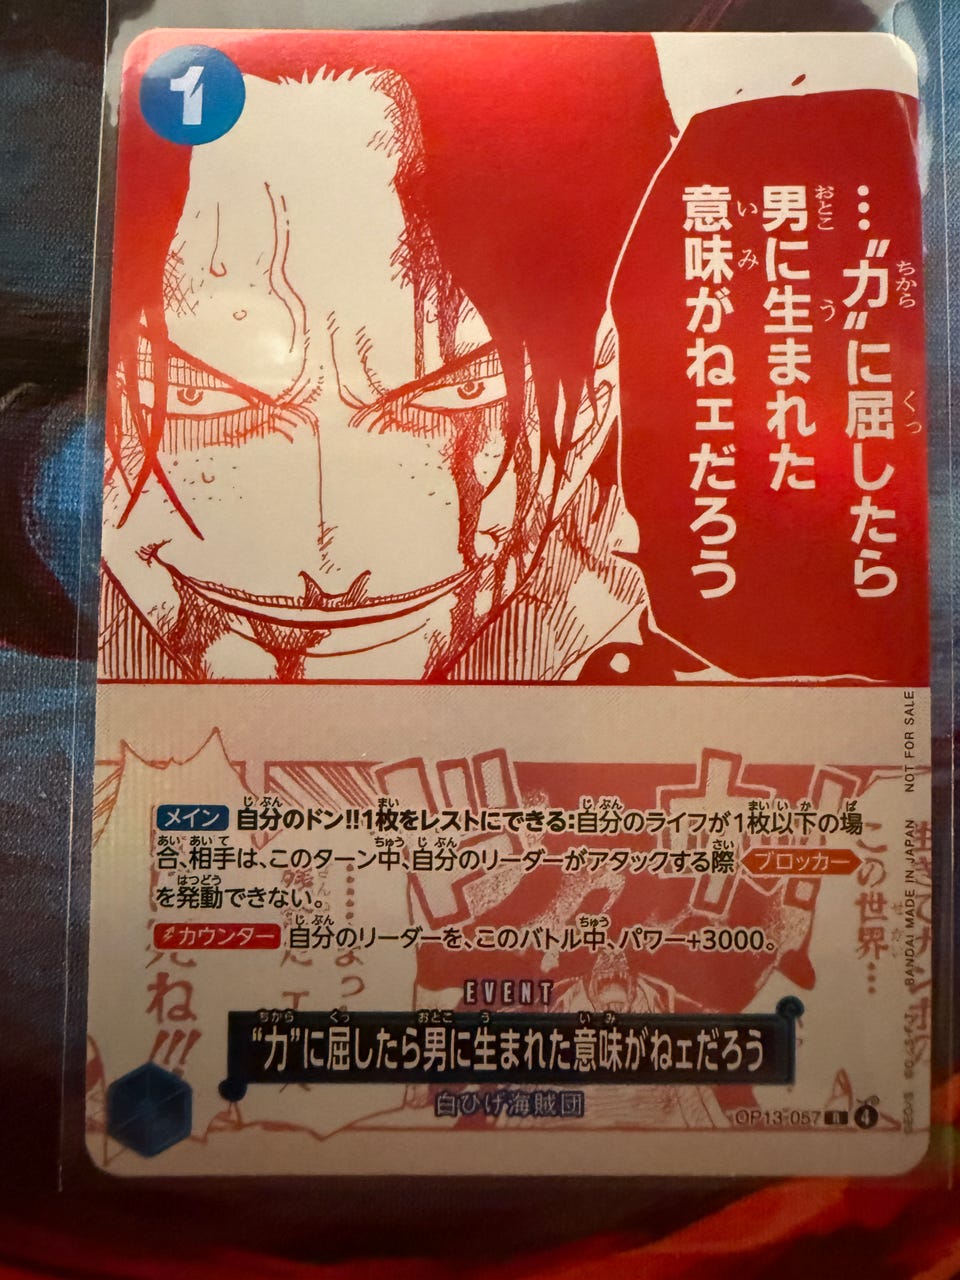 1
…“力”に屈したら
男に生まれた
意味がねェだろう
NOT FOR SALE
BANDAI MADE IN JAPAN
メイン 自分のドン!!1枚をレストにできる:自分のライフが1枚以下の場
合、相手は、このターン中、自分のリーダーがアタックする際 ブロッカー
を発動できない。
カウンター 自分のリーダーを、このバトル中、パワー+3000。
この世界…
EVENT
“力”に屈したら男に生まれた意味がねェだろう
白ひげ海賊団
OP13-057 R 4